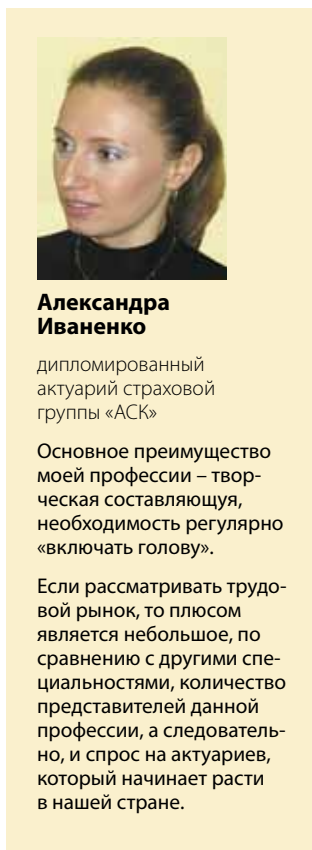 Александра
Иваненко
дипломированный
актуарий страховой
группы «АСК»
Основное преимущество
моей профессии – твор-
ческая составляющуя,
необходимость регулярно
«включать голову».
Если рассматривать трудо-
вой рынок, то плюсом
является небольшое, по
сравнению с другими спе-
циальностями, количество
представителей данной
профессии, а следователь-
но, и спрос на актуариев,
который начинает расти
в нашей стране.